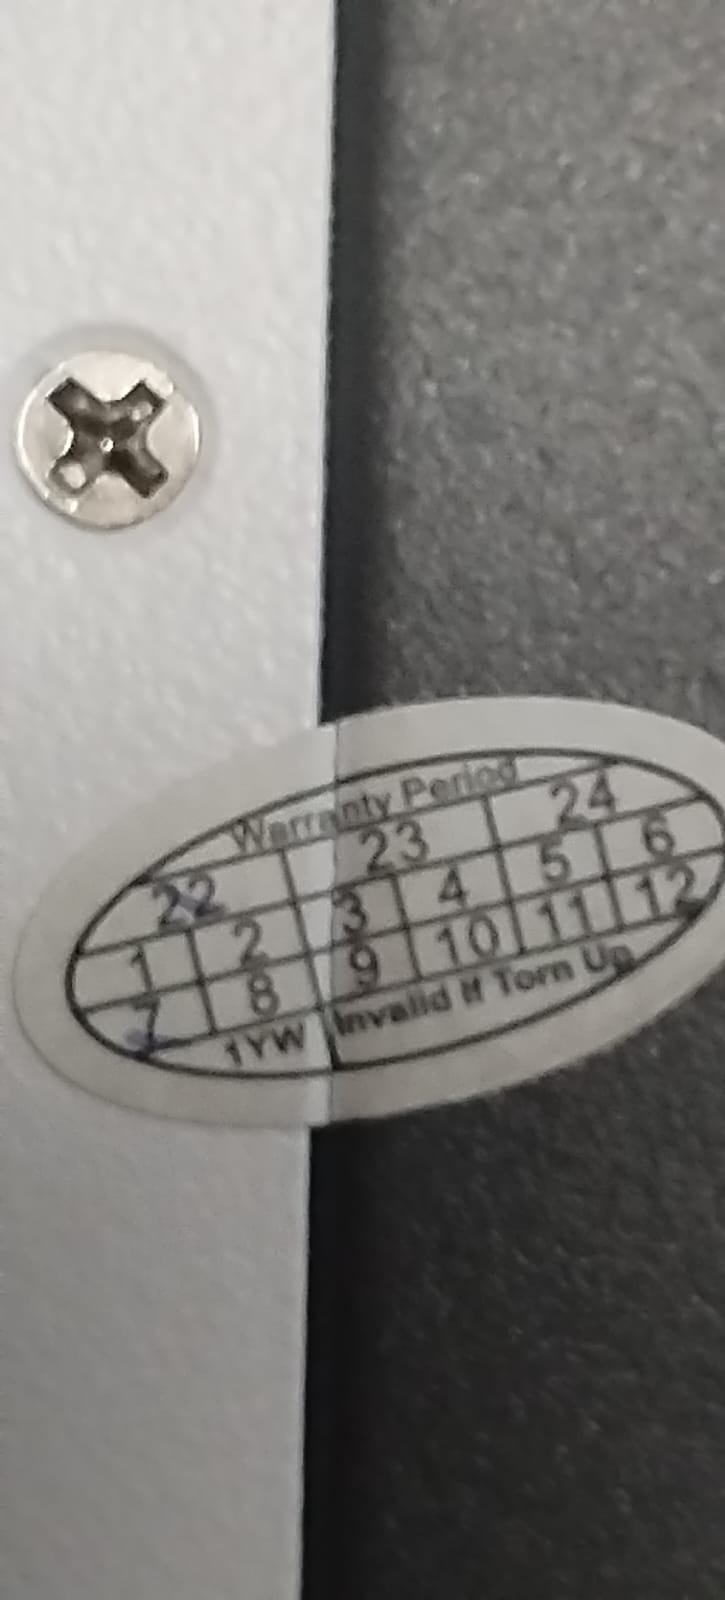 Warranty Period
22 23 24
1 2 3 4 5 6
7 8 9 10 11 12
1YW Invalid If Torn Up